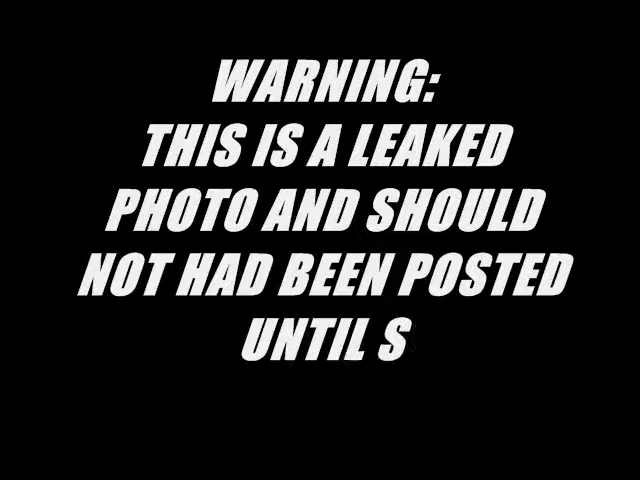 WARNING:
THIS IS A LEAKED
PHOTO AND SHOULD
NOT HAD BEEN POSTED
UNTIL S